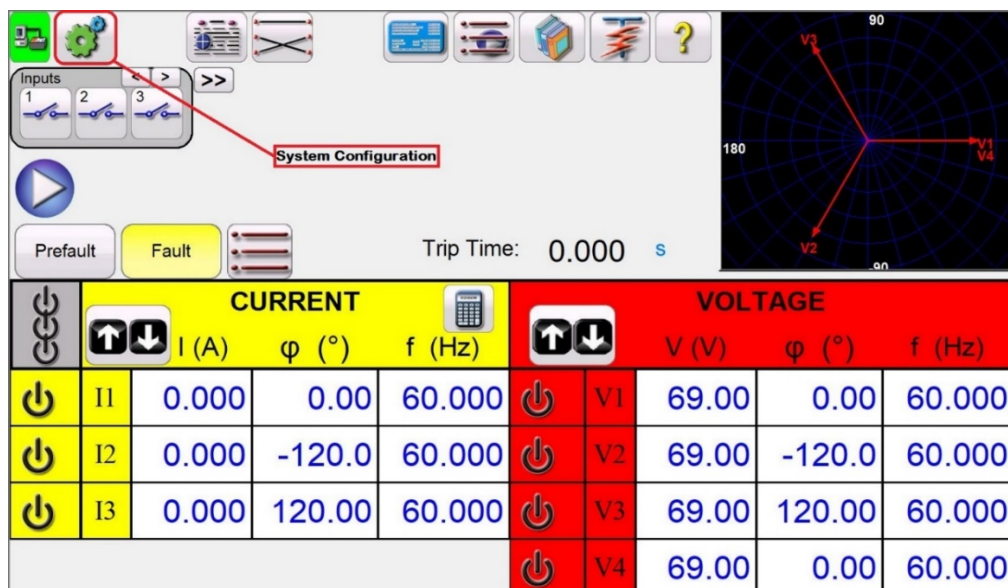 ?
Inputs
< > >>
1 2 3
System Configuration
90
V3
180
V1
V4
V2
-90
Prefault
Fault
Trip Time: 0.000 s
CURRENT
VOLTAGE
I (A) φ (°) f (Hz)
V (V) φ (°) f (Hz)
I1 0.000 0.00 60.000 V1 69.00 0.00 60.000
I2 0.000 -120.0 60.000 V2 69.00 -120.0 60.000
I3 0.000 120.00 60.000 V3 69.00 120.00 60.000
V4 69.00 0.00 60.000